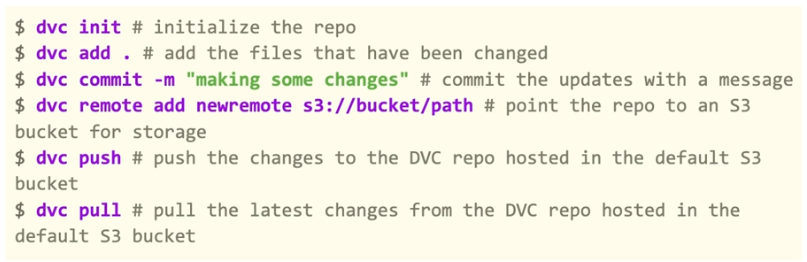 $ dvc init # initialize the repo
$ dvc add . # add the files that have been changed
$ dvc commit -m "making some changes" # commit the updates with a message
$ dvc remote add newremote s3://bucket/path # point the repo to an S3
bucket for storage
$ dvc push # push the changes to the DVC repo hosted in the default S3
bucket
$ dvc pull # pull the latest changes from the DVC repo hosted in the
default S3 bucket